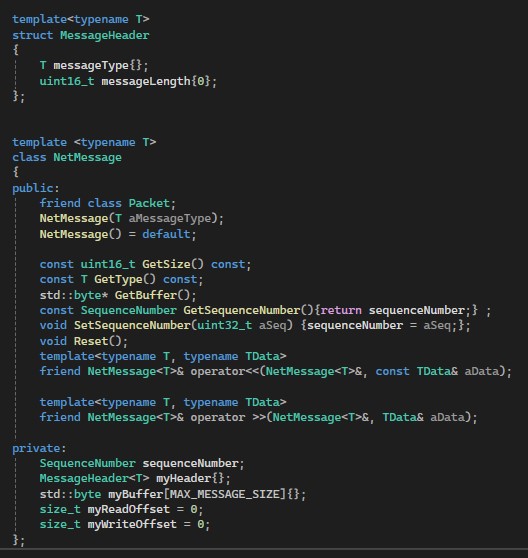 template<typename T>
struct MessageHeader
{
    T messageType{};
    uint16_t messageLength{0};
};
template <typename T>
class NetMessage
{
public:
    friend class Packet;
    NetMessage(T aMessageType);
    NetMessage() = default;
    const uint16_t GetSize() const;
    const T GetType() const;
    std::byte* GetBuffer();
    const SequenceNumber GetSequenceNumber(){return sequenceNumber;} ;
    void SetSequenceNumber(uint32_t aSeq) {sequenceNumber = aSeq;};
    void Reset();
    template<typename T, typename TData>
    friend NetMessage<T>& operator<<(NetMessage<T>&, const TData& aData);
    template<typename T, typename TData>
    friend NetMessage<T>& operator >>(NetMessage<T>&, TData& aData);
private:
    SequenceNumber sequenceNumber;
    MessageHeader<T> myHeader{};
    std::byte myBuffer[MAX_MESSAGE_SIZE]{};
    size_t myReadOffset = 0;
    size_t myWriteOffset = 0;
};